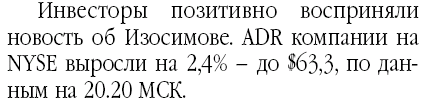 Инвесторы позитивно восприняли
новость об Изосимове. ADR компании на
NYSE выросли на 2,4% – до $63,3, по дан-
ным на 20.20 МСК.